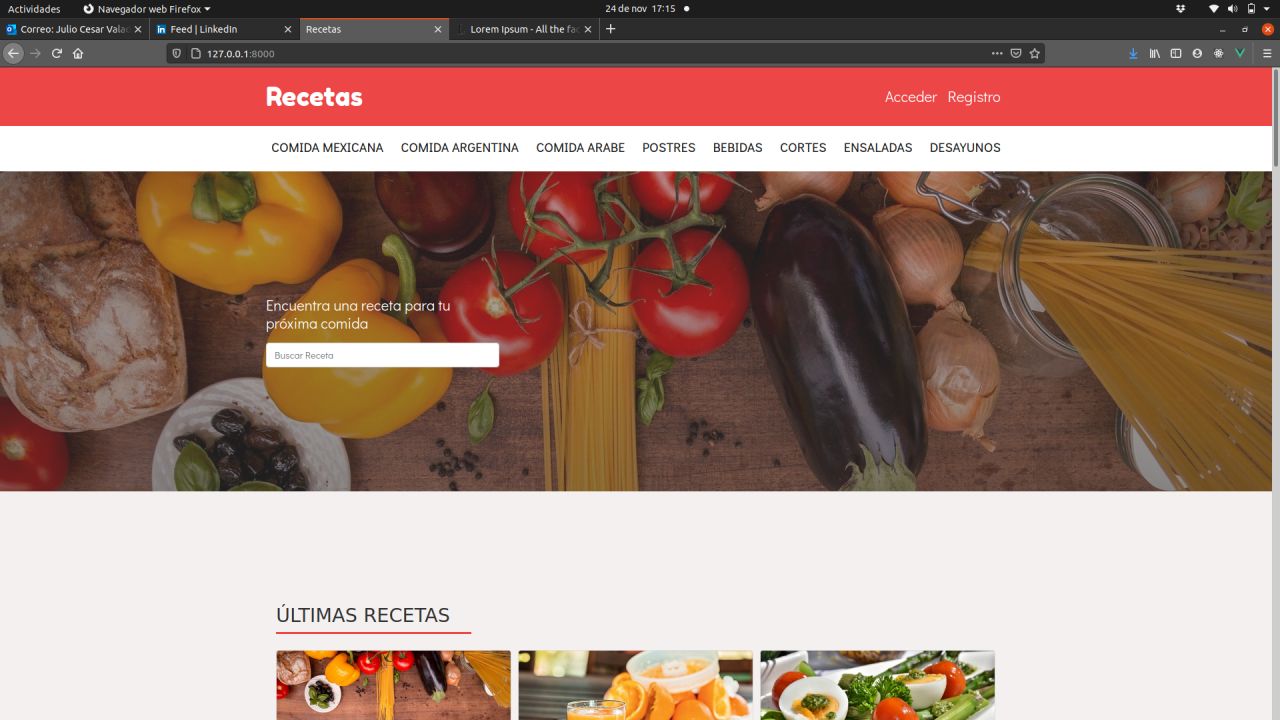 Actividades Navegador web Firefox 24 de nov 17:15
Correo: Julio Cesar Vala Feed | LinkedIn Recetas Lorem Ipsum - All the fac
127.0.0.1:8000
Recetas Acceder Registro
COMIDA MEXICANA COMIDA ARGENTINA COMIDA ARABE POSTRES BEBIDAS CORTES ENSALADAS DESAYUNOS
Encuentra una receta para tu
próxima comida
Buscar Receta
ÚLTIMAS RECETAS